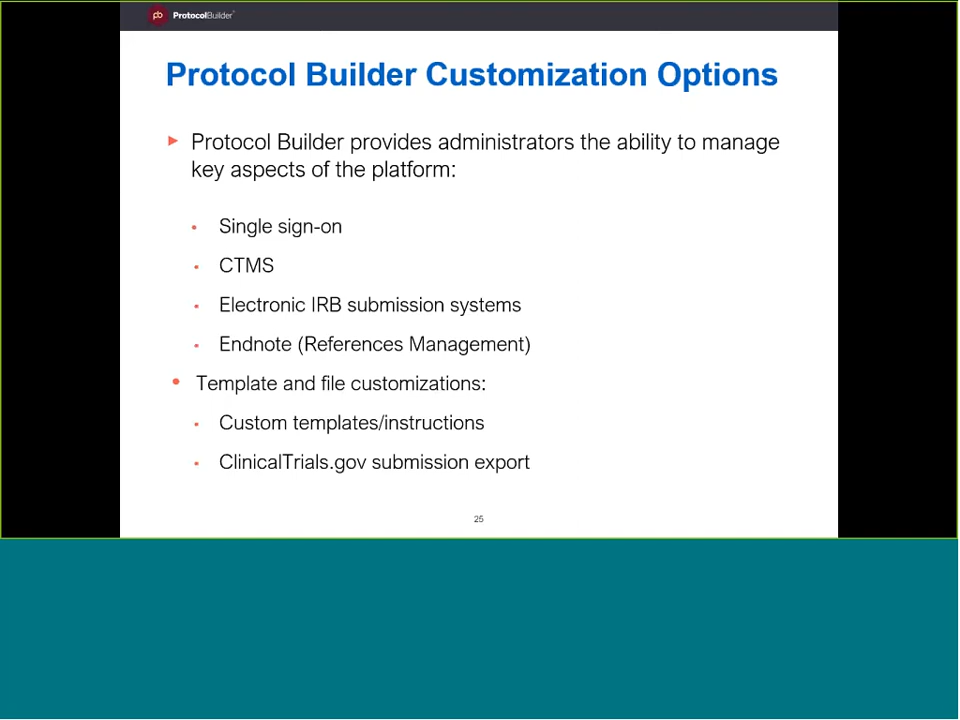 pb ProtocolBuilder
Protocol Builder Customization Options
Protocol Builder provides administrators the ability to manage
key aspects of the platform:
Single sign-on
CTMS
Electronic IRB submission systems
Endnote (References Management)
Template and file customizations:
Custom templates/instructions
ClinicalTrials.gov submission export
25